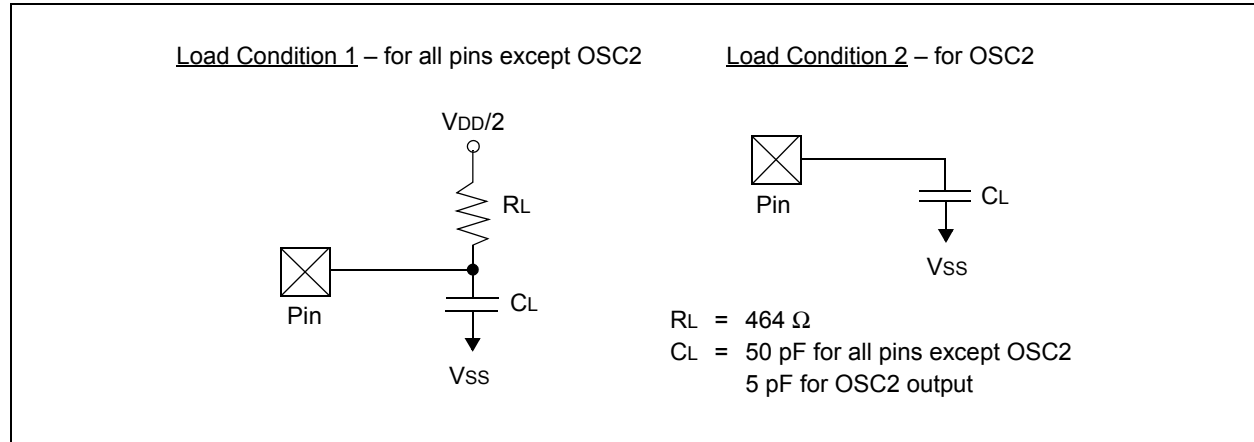 Load Condition 1 – for all pins except OSC2
Load Condition 2 – for OSC2
VDD/2
RL
Pin
CL
VSS
Pin
CL
VSS
RL = 464 Ω
CL = 50 pF for all pins except OSC2
5 pF for OSC2 output